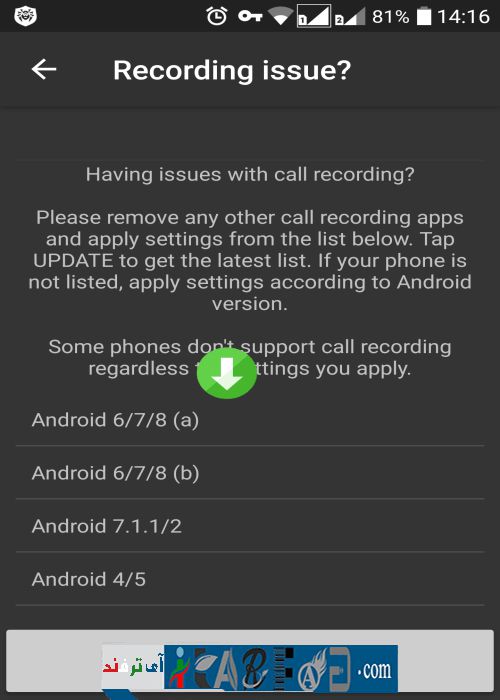 1
2
81%
14:16
Recording issue?
Having issues with call recording?
Please remove any other call recording apps
and apply settings from the list below. Tap
UPDATE to get the latest list. If your phone is
not listed, apply settings according to Android
version.
Some phones don't support call recording
regardless you apply.
Android 6/7/8 (a)
Android 6/7/8 (b)
Android 7.1.1/2
Android 4/5
آی ترفند
.com